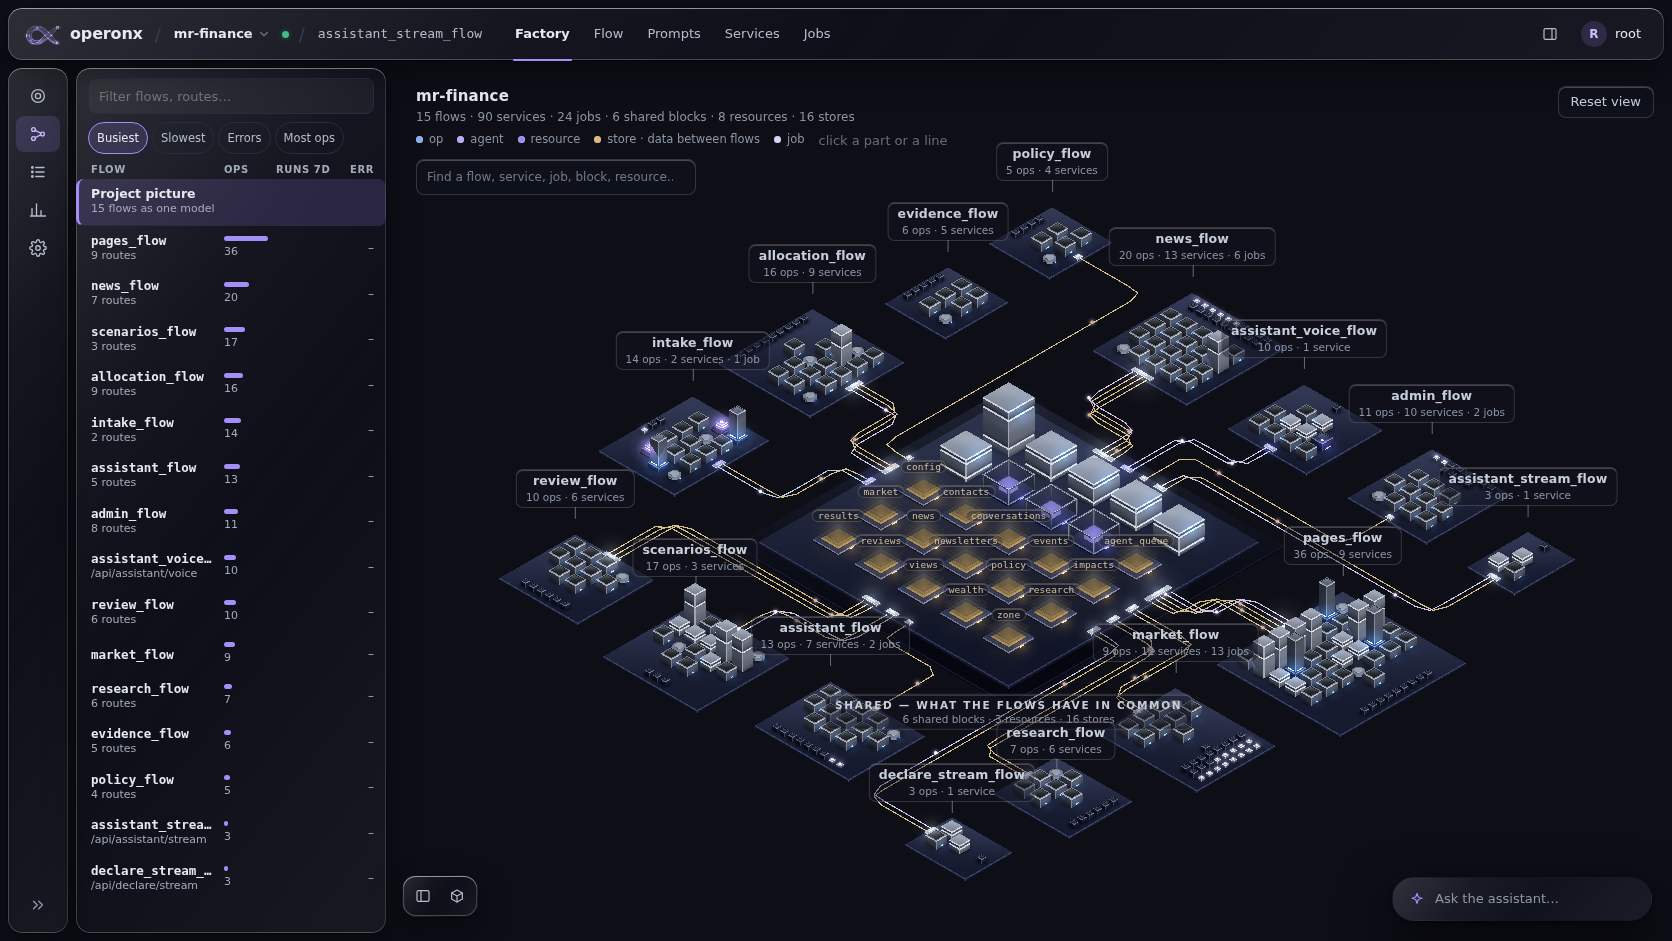 operonx / mr-finance / assistant_stream_flow Factory Flow Prompts Services Jobs R root
Filter flows, routes...
Busiest Slowest Errors Most ops
FLOW OPS RUNS 7D ERR
Project picture
15 flows as one model
pages_flow
9 routes
36 –
news_flow
7 routes
20 –
scenarios_flow
3 routes
17 –
allocation_flow
9 routes
16 –
intake_flow
2 routes
14 –
assistant_flow
5 routes
13 –
admin_flow
8 routes
11 –
assistant_voice…
/api/assistant/voice
10 –
review_flow
6 routes
10 –
market_flow
9 –
research_flow
6 routes
7 –
evidence_flow
5 routes
6 –
policy_flow
4 routes
5 –
assistant_strea…
/api/assistant/stream
3 –
declare_stream_…
/api/declare/stream
3 –
mr-finance
15 flows · 90 services · 24 jobs · 6 shared blocks · 8 resources · 16 stores
op agent resource store · data between flows job click a part or a line
Find a flow, service, job, block, resource..
Reset view
policy_flow
5 ops · 4 services
evidence_flow
6 ops · 5 services
news_flow
20 ops · 13 services · 6 jobs
allocation_flow
16 ops · 9 services
assistant_voice_flow
10 ops · 1 service
intake_flow
14 ops · 2 services · 1 job
admin_flow
11 ops · 10 services · 2 jobs
review_flow
10 ops · 6 services
assistant_stream_flow
3 ops · 1 service
config
market contacts
results news conversations
reviews newsletters events agent_queue
views policy impacts
wealth research
zone
pages_flow
36 ops · 9 services
scenarios_flow
17 ops · 3 services
assistant_flow
13 ops · 7 services · 2 jobs
market_flow
9 ops · services · 13 jobs
SHARED — WHAT THE FLOWS HAVE IN COMMON
6 shared blocks · 3 resources · 16 stores
research_flow
7 ops · 6 services
declare_stream_flow
3 ops · 1 service
Ask the assistant...